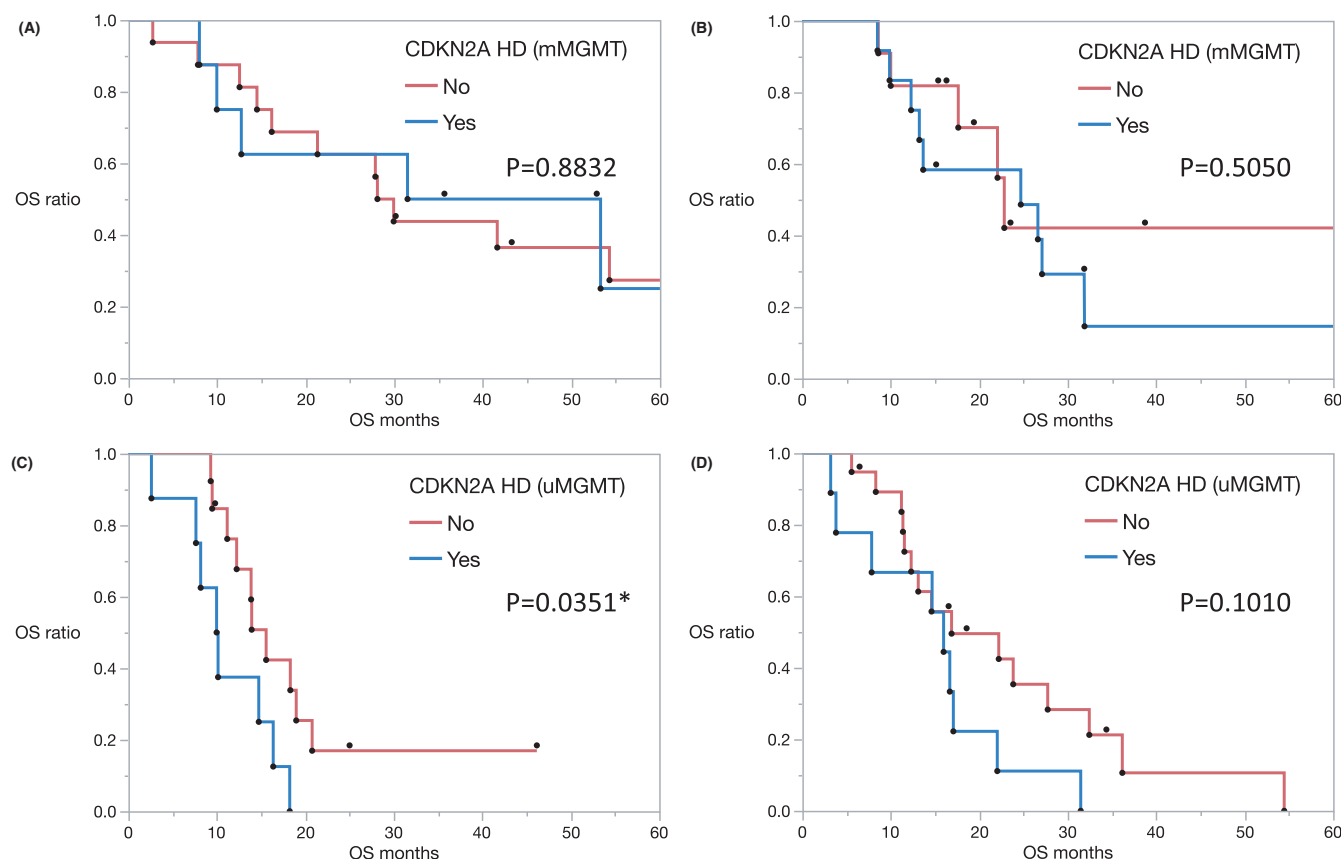 (A)
1.0
0.8
0.6
0.4
0.2
0.0
OS ratio
CDKN2A HD (mMGMT)
No
Yes
P=0.8832
0 10 20 30 40 50 60
OS months
(B)
1.0
0.8
0.6
0.4
0.2
0.0
OS ratio
CDKN2A HD (mMGMT)
No
Yes
P=0.5050
0 10 20 30 40 50 60
OS months
(C)
1.0
0.8
0.6
0.4
0.2
0.0
OS ratio
CDKN2A HD (uMGMT)
No
Yes
P=0.0351*
0 10 20 30 40 50 60
OS months
(D)
1.0
0.8
0.6
0.4
0.2
0.0
OS ratio
CDKN2A HD (uMGMT)
No
Yes
P=0.1010
0 10 20 30 40 50 60
OS months